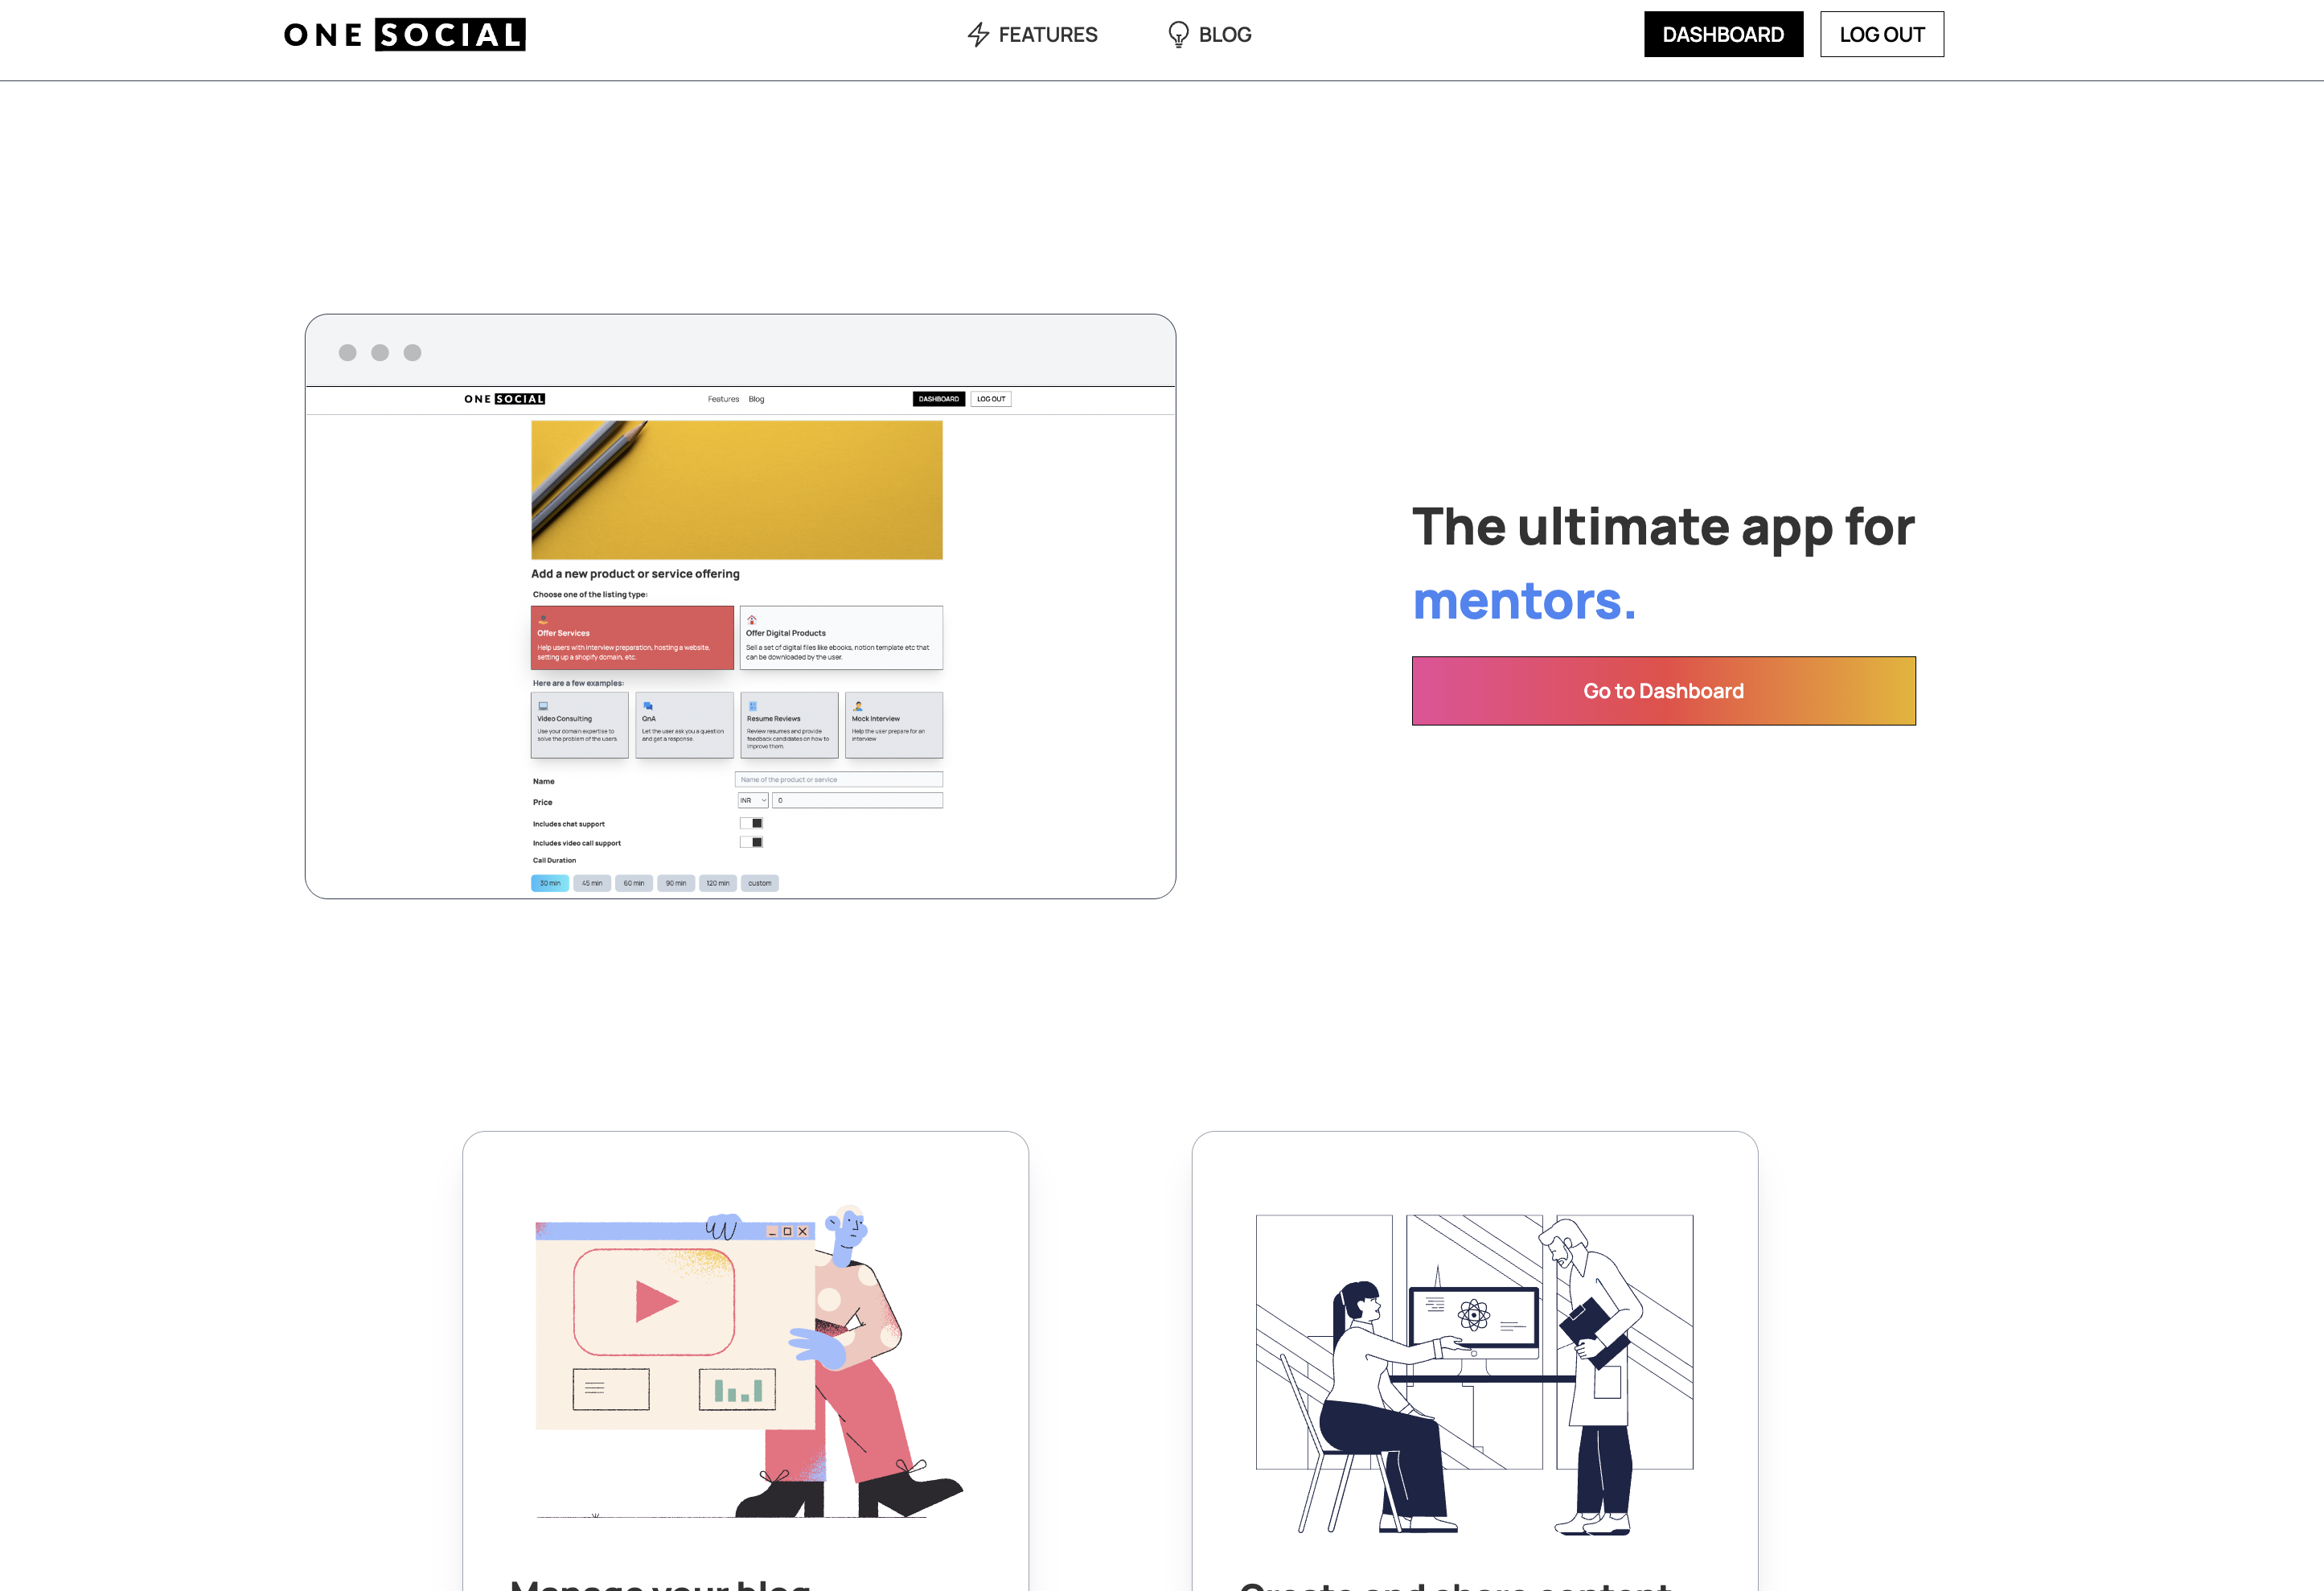 ONE SOCIAL
FEATURES
BLOG
DASHBOARD
LOG OUT
ONE SOCIAL
Features
Blog
DASHBOARD
LOG OUT
Add a new product or service offering
Choose one of the listing type:
Offer Services
Help users with interview preparation, hosting a website,
setting up a shopify domain, etc.
Offer Digital Products
Sell a set of digital files like ebooks, notion template etc that
can be downloaded by the user.
Here are a few examples:
Video Consulting
Use your domain expertise to
solve the problem of the users.
QnA
Let the user ask you a question
and get a response.
Resume Reviews
Review resumes and provide
feedback candidates on how to
improve them.
Mock Interview
Help the user prepare for an
interview
Name
Name of the product or service
Price
INR
0
Includes chat support
Includes video call support
Call Duration
30 min
45 min
60 min
90 min
120 min
custom
The ultimate app for
mentors.
Go to Dashboard
Manage your blog
Create and share content